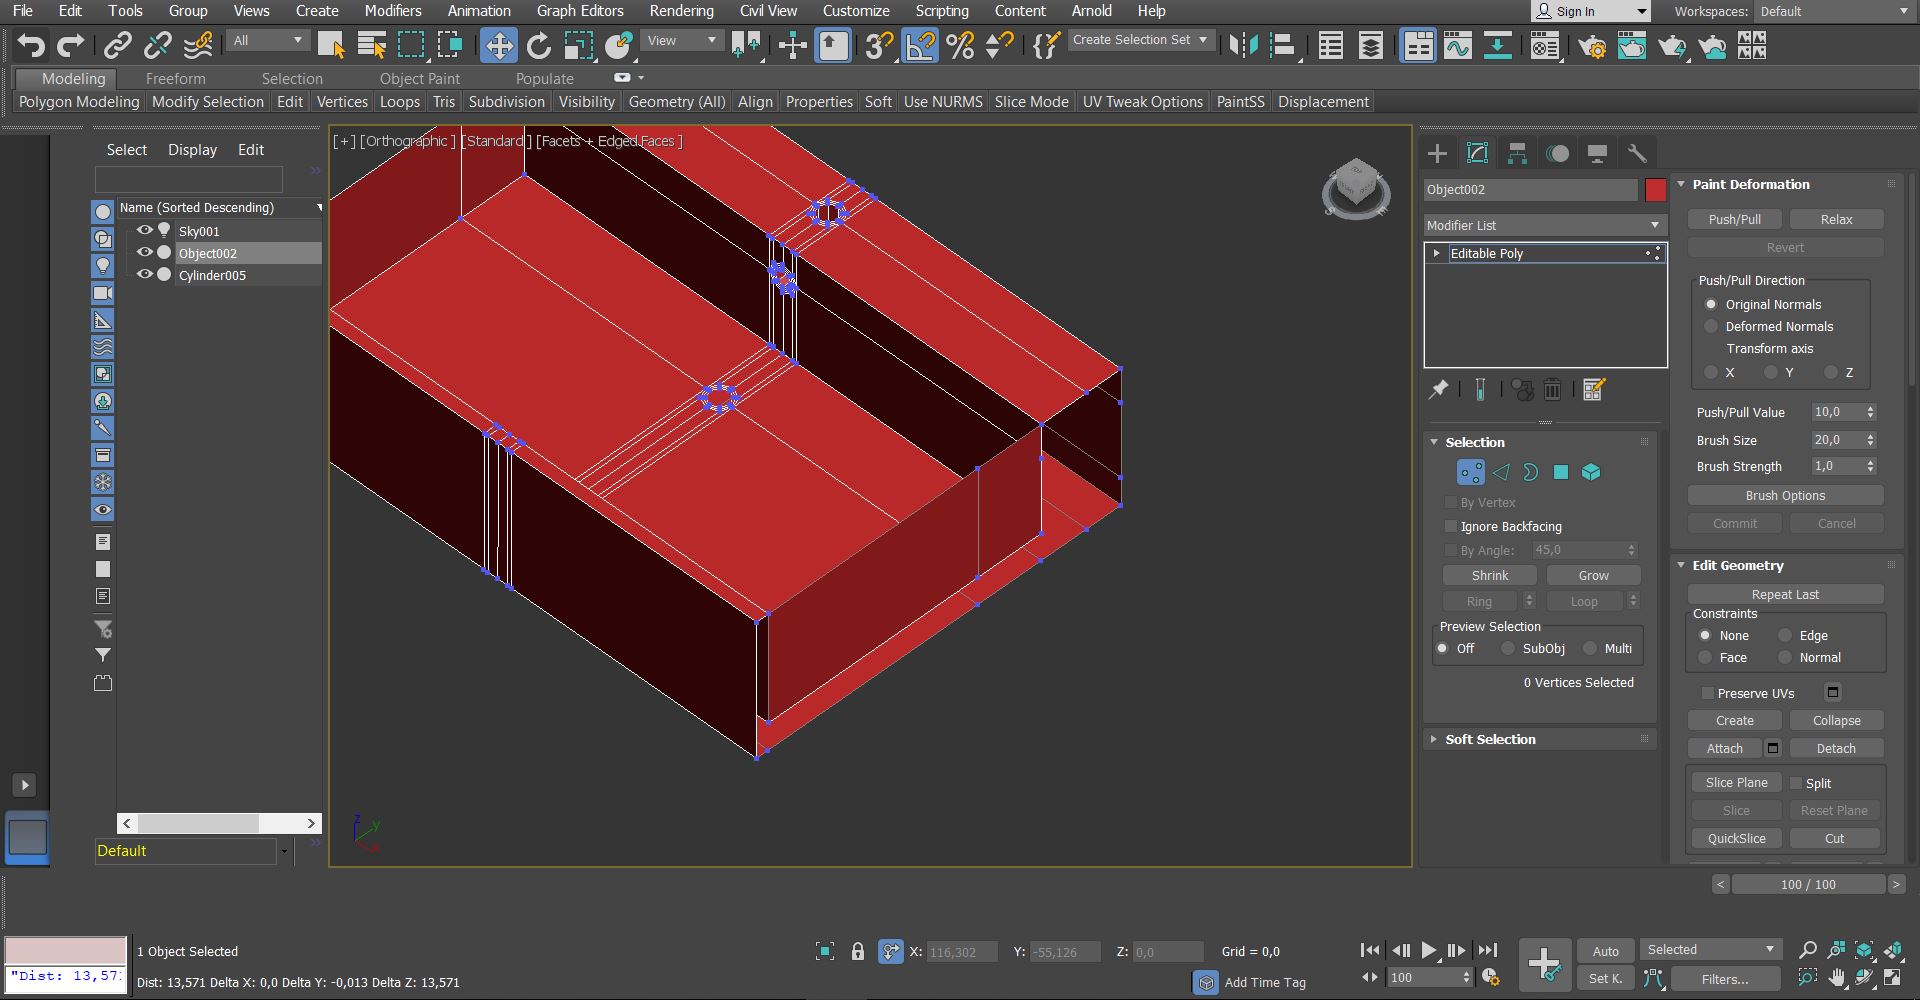 File Edit Tools Group Views Create Modifiers Animation Graph Editors Rendering Civil View Customize Scripting Content Arnold Help Sign In Workspaces: Default
All View Create Selection Set
Modeling Freeform Selection Object Paint Populate
Polygon Modeling Modify Selection Edit Vertices Loops Tris Subdivision Visibility Geometry (All) Align Properties Soft Use NURMS Slice Mode UV Tweak Options PaintSS Displacement
Select Display Edit
Name (Sorted Descending)
Sky001
Object002
Cylinder005
Default
[+] [Orthographic ] [Standard ] [Facets + Edged Faces ]
z y x
Object002
Modifier List
Editable Poly
Selection
By Vertex
Ignore Backfacing
By Angle: 45,0
Shrink Grow
Ring Loop
Preview Selection
Off SubObj Multi
0 Vertices Selected
Soft Selection
Paint Deformation
Push/Pull Relax
Revert
Push/Pull Direction
Original Normals
Deformed Normals
Transform axis
X Y Z
Push/Pull Value 10,0
Brush Size 20,0
Brush Strength 1,0
Brush Options
Commit Cancel
Edit Geometry
Repeat Last
Constraints
None Edge
Face Normal
Preserve UVs
Create Collapse
Attach Detach
Slice Plane Split
Slice Reset Plane
QuickSlice Cut
< 100 / 100 >
1 Object Selected X: 116,302 Y: -55,126 Z: 0,0 Grid = 0,0 Auto Selected
"Dist: 13,571 Dist: 13,571 Delta X: 0,0 Delta Y: -0,013 Delta Z: 13,571 Add Time Tag 100 Set K. Filters...